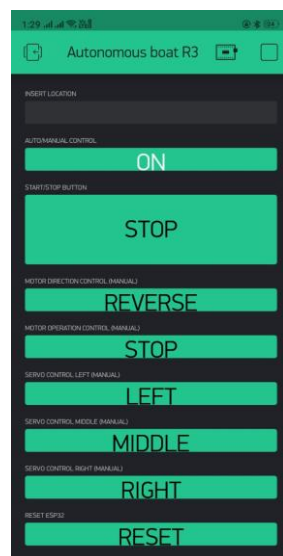 1:29
Autonomous boat R3
INSERT LOCATION
AUTO/MANUAL CONTROL
ON
START/STOP BUTTON
STOP
MOTOR DIRECTION CONTROL (MANUAL)
REVERSE
MOTOR OPERATION CONTROL (MANUAL)
STOP
SERVO CONTROL LEFT (MANUAL)
LEFT
SERVO CONTROL MIDDLE (MANUAL)
MIDDLE
SERVO CONTROL RIGHT (MANUAL)
RIGHT
RESET ESP32
RESET